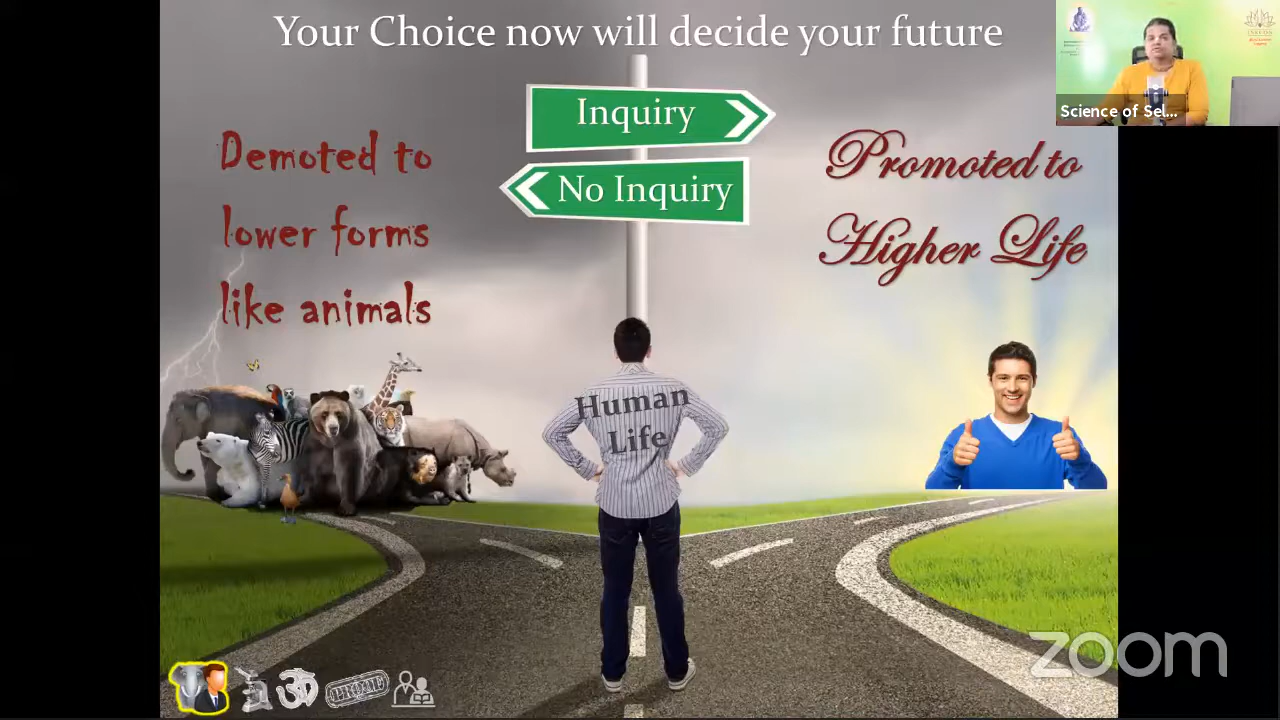 Your Choice now will decide your future
Inquiry
No Inquiry
Demoted to
lower forms
like animals
Promoted to
Higher Life
Human
Life
Science of Sel...
PROOF
zoom